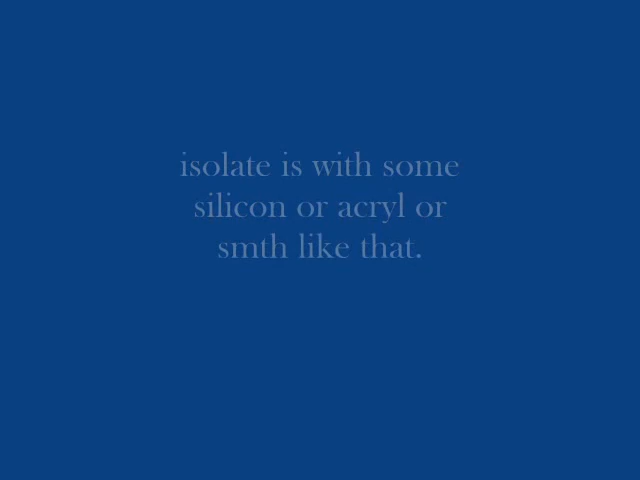 isolate is with some
silicon or acryl or
smth like that.